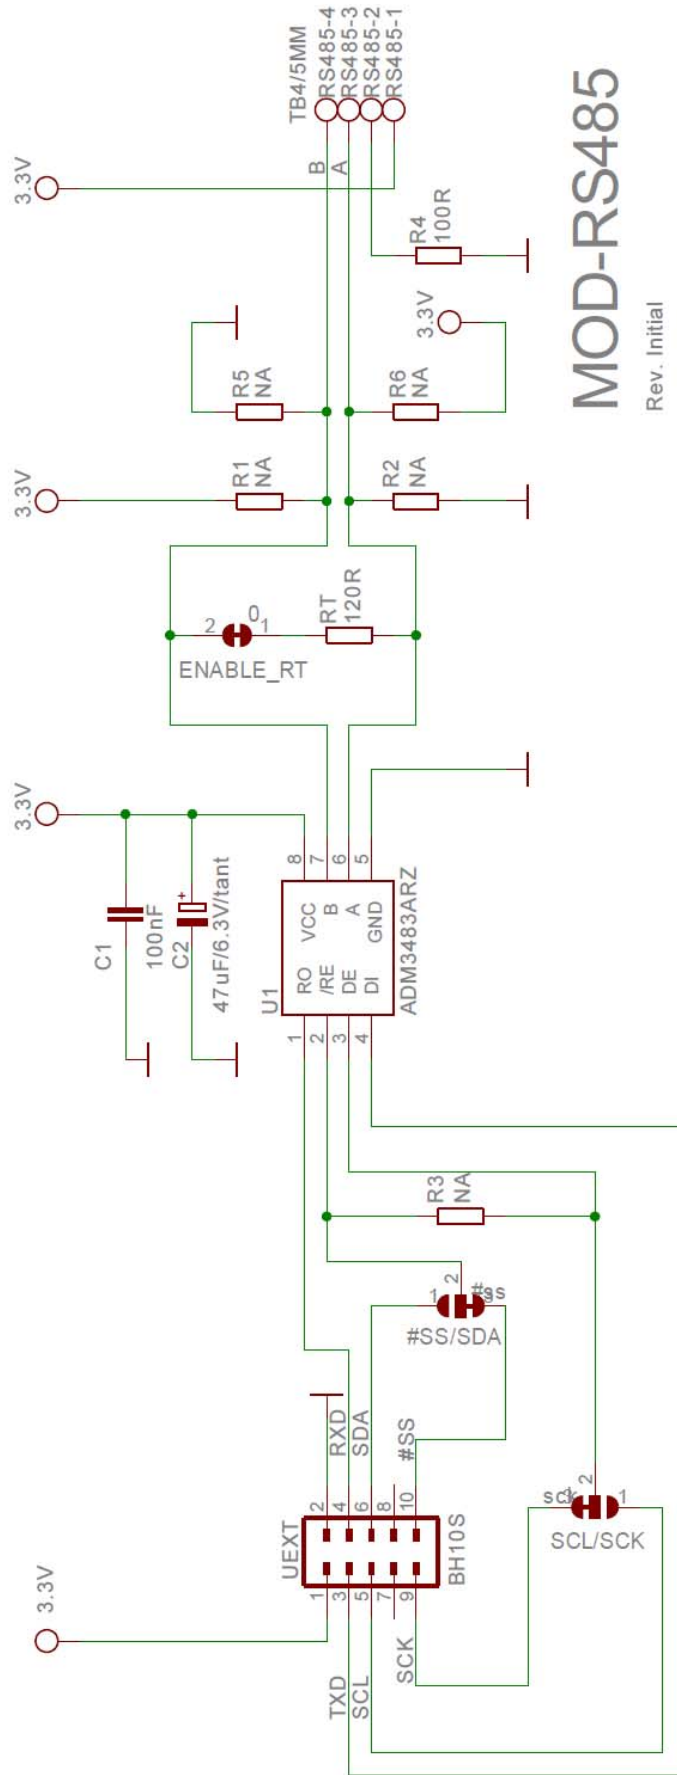 TB4/5MM
RS485-4
RS485-3
RS485-2
RS485-1
3.3V
B
A
R4
100R
MOD-RS485
Rev. Initial
3.3V
R5
NA
R6
NA
3.3V
R1
NA
R2
NA
2
0
1
ENABLE_RT
RT
120R
3.3V
C1
100nF
C2
+
47uF/6.3V/tant
8
7
6
5
VCC
B
A
GND
U1
RO
/RE
DE
DI
ADM3483ARZ
1
2
3
4
R3
NA
1
2
#ss
#SS/SDA
RXD
SDA
#SS
2
4
6
8
10
UEXT
BH10S
1
3
5
7
9
sck
2
1
SCL/SCK
3.3V
TXD
SCL
SCK